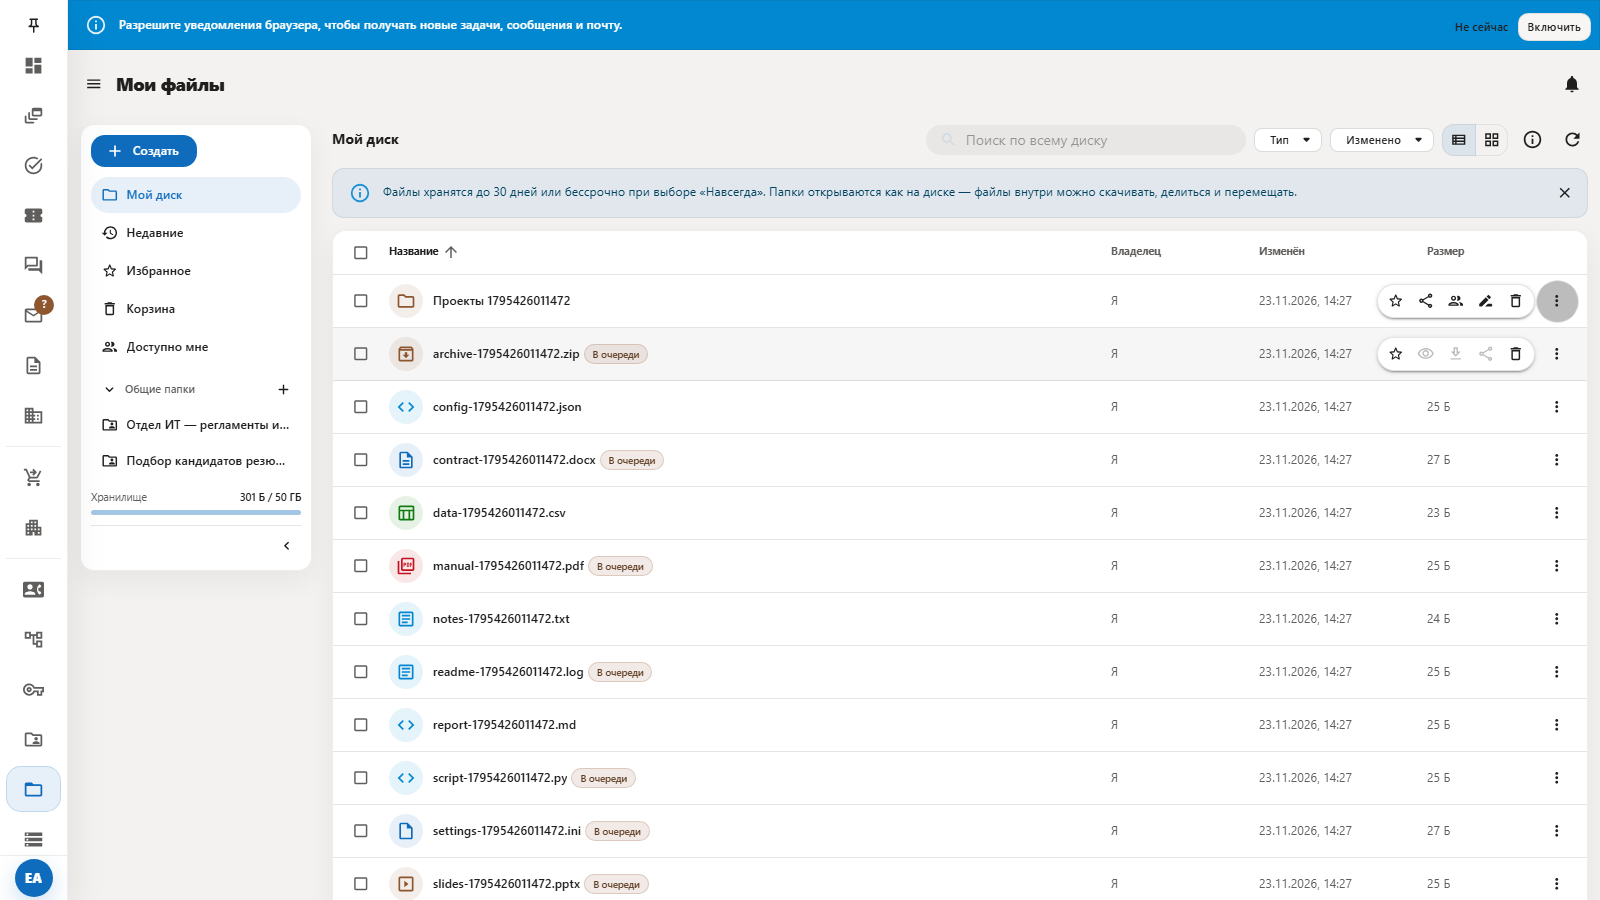 Разрешите уведомления браузера, чтобы получать новые задачи, сообщения и почту.
Не сейчас
Включить
Мои файлы
?
Создать
Мой диск
Недавние
Избранное
Корзина
Доступно мне
Общие папки
Отдел ИТ — регламенты и...
Подбор кандидатов резю...
Хранилище 301 Б / 50 ГБ
EA
Мой диск
Поиск по всему диску
Тип
Изменено
Файлы хранятся до 30 дней или бессрочно при выборе «Навсегда». Папки открываются как на диске — файлы внутри можно скачивать, делиться и перемещать.
Название Владелец Изменён Размер
Проекты 1795426011472 Я 23.11.2026, 14:27
archive-1795426011472.zip В очереди Я 23.11.2026, 14:27
config-1795426011472.json Я 23.11.2026, 14:27 25 Б
contract-1795426011472.docx В очереди Я 23.11.2026, 14:27 27 Б
data-1795426011472.csv Я 23.11.2026, 14:27 23 Б
PDF
manual-1795426011472.pdf В очереди Я 23.11.2026, 14:27 25 Б
notes-1795426011472.txt Я 23.11.2026, 14:27 24 Б
readme-1795426011472.log В очереди Я 23.11.2026, 14:27 25 Б
report-1795426011472.md Я 23.11.2026, 14:27 25 Б
script-1795426011472.py В очереди Я 23.11.2026, 14:27 25 Б
settings-1795426011472.ini В очереди Я 23.11.2026, 14:27 27 Б
slides-1795426011472.pptx В очереди Я 23.11.2026, 14:27 25 Б